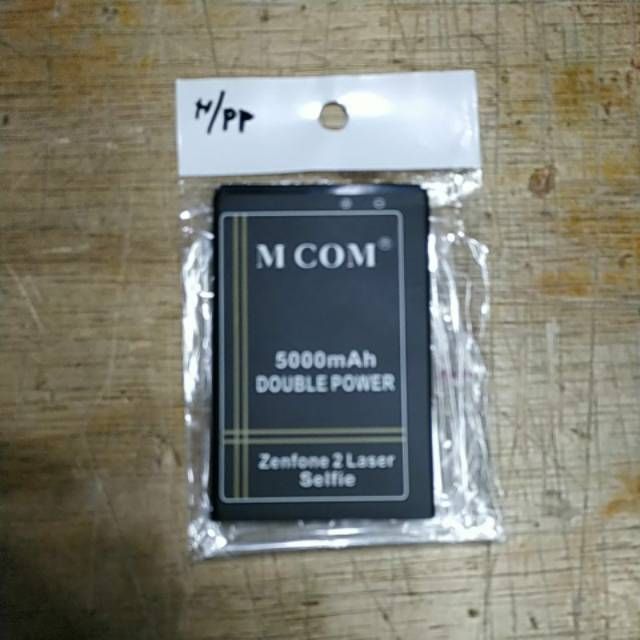 M/PP
M COM®
5000mAh
DOUBLE POWER
Zenfone 2 Laser
Selfie